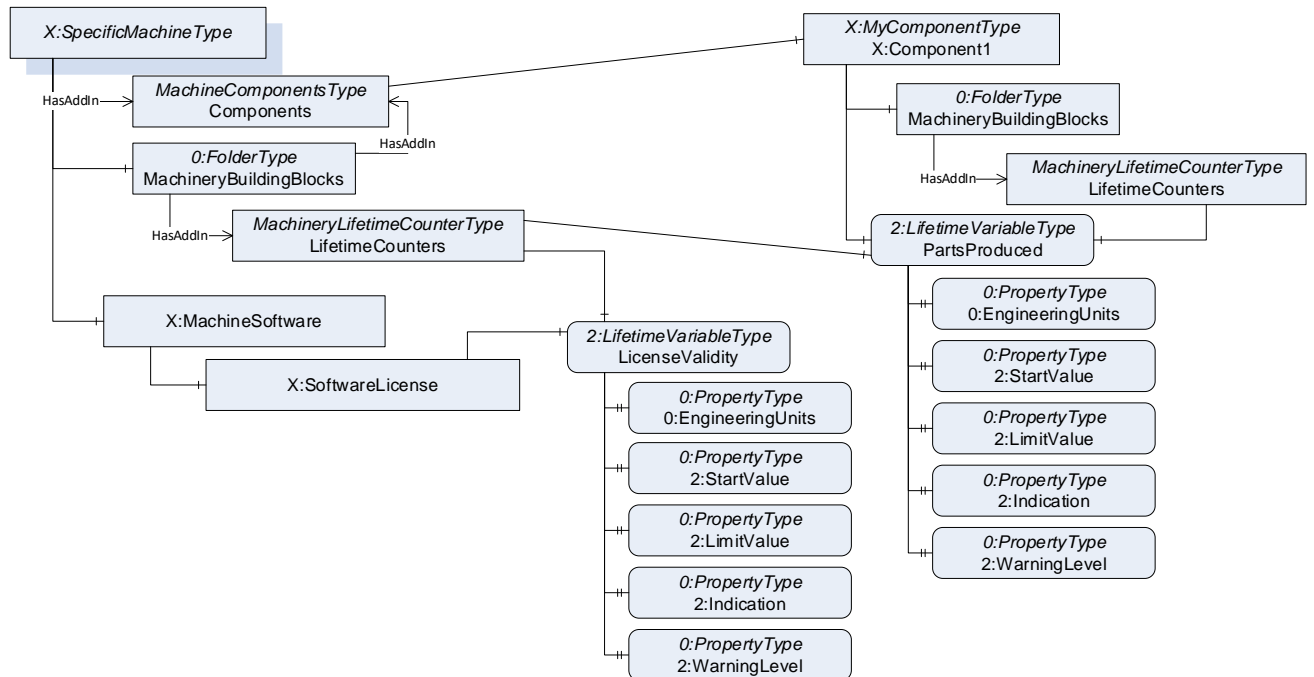 X:SpecificMachineType
HasAddIn
MachineComponentsType
Components
HasAddIn
0:FolderType
MachineryBuildingBlocks
HasAddIn
MachineryLifetimeCounterType
LifetimeCounters
X:MachineSoftware
X:SoftwareLicense
2:LifetimeVariableType
LicenseValidity
0:PropertyType
0:EngineeringUnits
0:PropertyType
2:StartValue
0:PropertyType
2:LimitValue
0:PropertyType
2:Indication
0:PropertyType
2:WarningLevel
X:MyComponentType
X:Component1
0:FolderType
MachineryBuildingBlocks
HasAddIn
MachineryLifetimeCounterType
LifetimeCounters
2:LifetimeVariableType
PartsProduced
0:PropertyType
0:EngineeringUnits
0:PropertyType
2:StartValue
0:PropertyType
2:LimitValue
0:PropertyType
2:Indication
0:PropertyType
2:WarningLevel